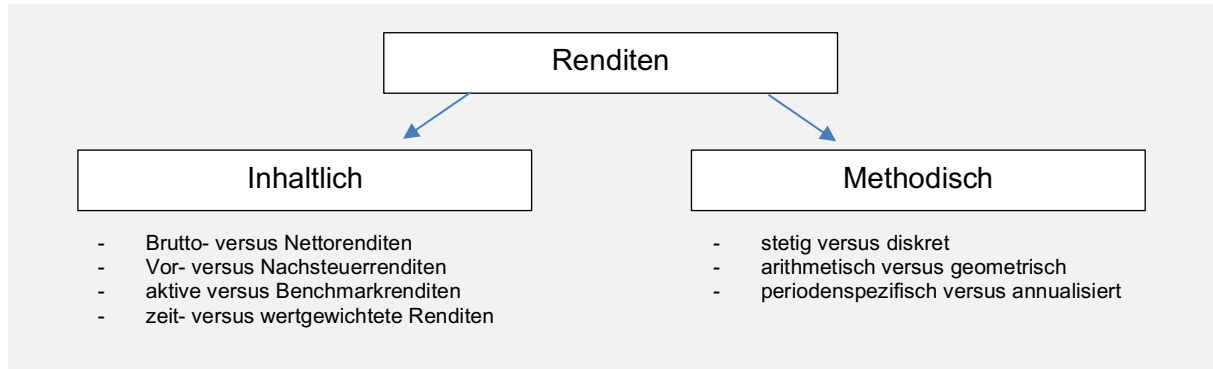 Renditen
Inhaltlich
- Brutto- versus Nettorenditen
- Vor- versus Nachsteuerrenditen
- aktive versus Benchmarkrenditen
- zeit- versus wertgewichtete Renditen
Methodisch
- stetig versus diskret
- arithmetisch versus geometrisch
- periodenspezifisch versus annualisiert